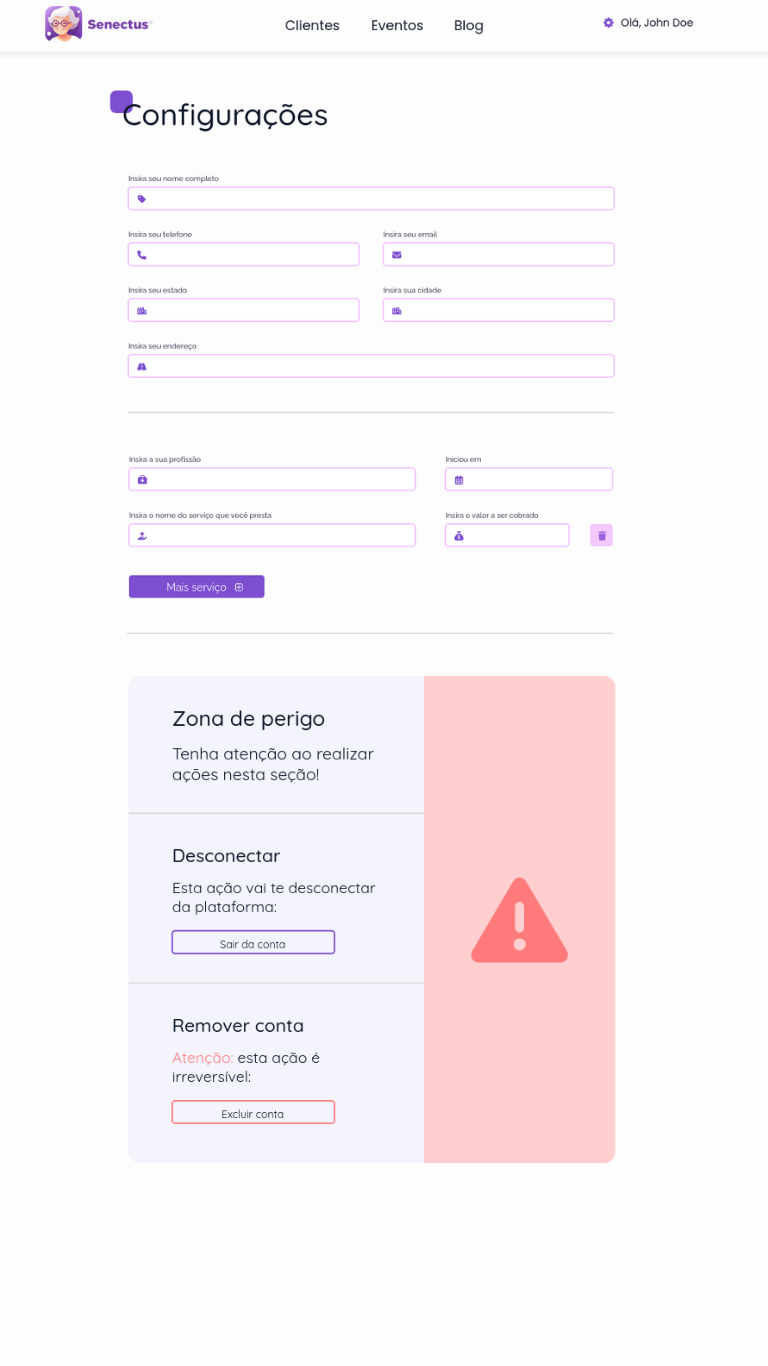 Senectus
Clientes
Eventos
Blog
Olá, John Doe
Configurações
Insira seu nome completo
Insira seu telefone
Insira seu email
Insira seu estado
Insira sua cidade
Insira seu endereço
Insira a sua profissão
Iniciou em
Insira o nome do serviço que você presta
Insira o valor a ser cobrado
Mais serviço
Zona de perigo
Tenha atenção ao realizar
ações nesta seção!
Desconectar
Esta ação vai te desconectar
da plataforma:
Sair da conta
Remover conta
Atenção: esta ação é
irreversível:
Excluir conta